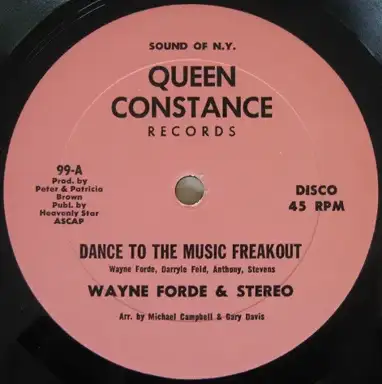 SOUND OF N.Y.
QUEEN
CONSTANCE
RECORDS
99-A
Prod. by
Peter & Patricia
Brown
Publ. by
Heavenly Star
ASCAP
DISCO
45 RPM
DANCE TO THE MUSIC FREAKOUT
Wayne Forde, Darrylo Feld, Anthony, Stevens
WAYNE FORDE & STEREO
Arr. by Michael Campbell & Gary Davis